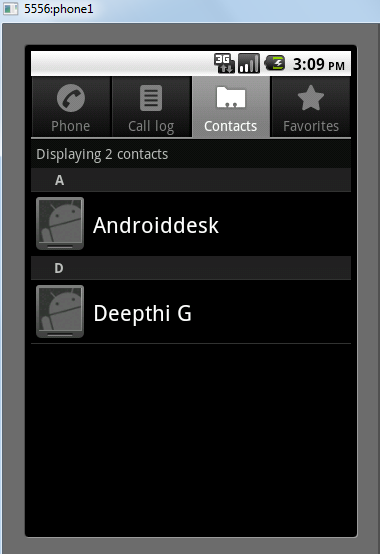 5556:phone1
3G 3:09 PM
Phone Call log Contacts Favorites
Displaying 2 contacts
A
Androiddesk
D
Deepthi G